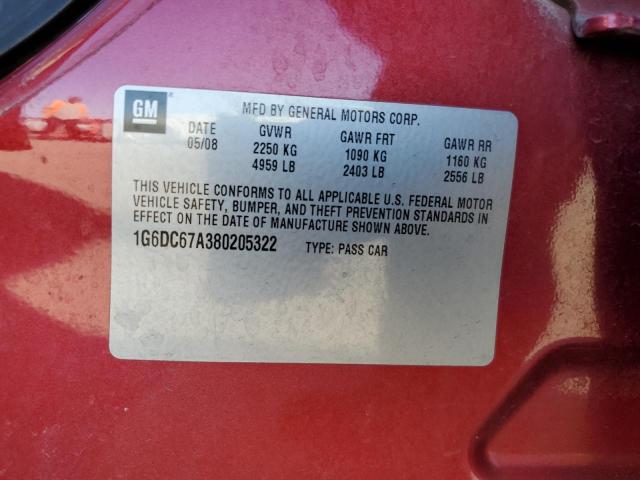 GM ®
MFD BY GENERAL MOTORS CORP.
DATE GVWR GAWR FRT GAWR RR
05/08 2250 KG 1090 KG 1160 KG
4959 LB 2403 LB 2556 LB
THIS VEHICLE CONFORMS TO ALL APPLICABLE U.S. FEDERAL MOTOR
VEHICLE SAFETY, BUMPER, AND THEFT PREVENTION STANDARDS IN
EFFECT ON THE DATE OF MANUFACTURE SHOWN ABOVE.
1G6DC67A380205322 TYPE: PASS CAR